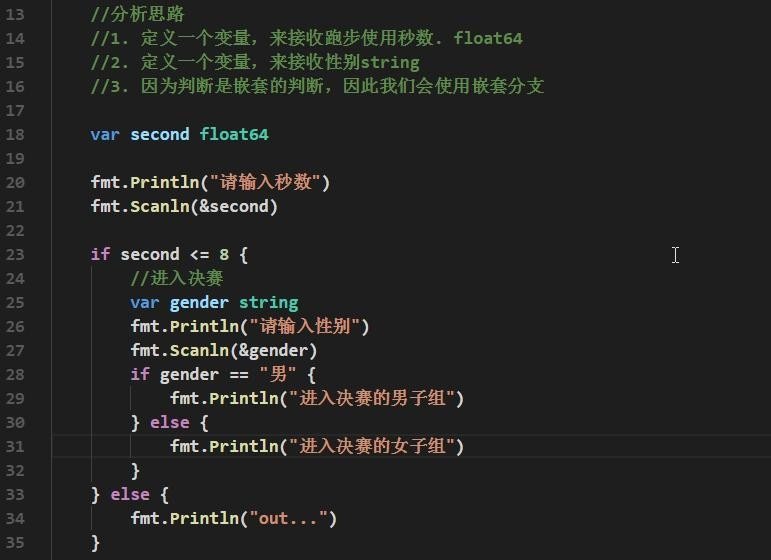 13 //分析思路
14 //1. 定义一个变量，来接收跑步使用秒数. float64
15 //2. 定义一个变量，来接收性别string
16 //3. 因为判断是嵌套的判断，因此我们会使用嵌套分支
17
18 var second float64
19
20 fmt.Println("请输入秒数")
21 fmt.Scanln(&second)
22
23 if second <= 8 {
24 //进入决赛
25 var gender string
26 fmt.Println("请输入性别")
27 fmt.Scanln(&gender)
28 if gender == "男" {
29 fmt.Println("进入决赛的男子组")
30 } else {
31 fmt.Println("进入决赛的女子组")
32 }
33 } else {
34 fmt.Println("out...")
35 }